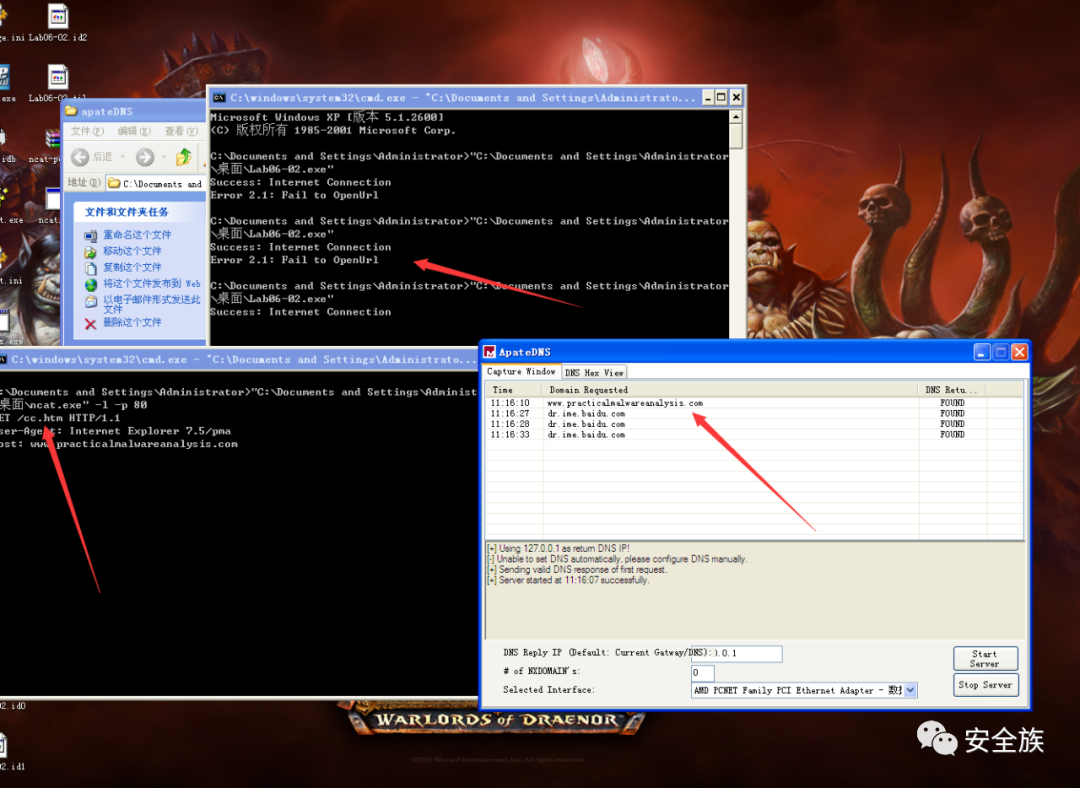 ge.ini Lab06-02.id2
.exe
idb
t.exe ncat.
t.ini
s.exe
apateDNS
文件(F) 编辑(E) 查看(V)
后退
地址(D) C:\Documents and
文件和文件夹任务
重命名这个文件
移动这个文件
复制这个文件
将这个文件发布到 Web
以电子邮件形式发送此
文件
删除这个文件
C:\windows\system32\cmd.exe - "C:\Documents and Settings\Administrato...
Microsoft Windows XP [版本 5.1.2600]
(C) 版权所有 1985-2001 Microsoft Corp.
C:\Documents and Settings\Administrator>"C:\Documents and Settings\Administrator
\桌面\Lab06-02.exe"
Success: Internet Connection
Error 2.1: Fail to OpenUrl
C:\Documents and Settings\Administrator>"C:\Documents and Settings\Administrator
\桌面\Lab06-02.exe"
Success: Internet Connection
Error 2.1: Fail to OpenUrl
C:\Documents and Settings\Administrator>"C:\Documents and Settings\Administrator
\桌面\Lab06-02.exe"
Success: Internet Connection
C:\windows\system32\cmd.exe - "C:\Documents and Settings\Administrato...
:\Documents and Settings\Administrator>"C:\Documents and Settings\Administ
桌面\ncat.exe" -l -p 80
ET /cc.htm HTTP/1.1
ser-Agent: Internet Explorer 7.5/pma
ost: www.practicalmalwareanalysis.com
ApateDNS
Capture Window DNS Hex View
Time Domain Requested DNS Retu...
11:16:10 www.practicalmalwareanalysis.com FOUND
11:16:27 dr.ime.baidu.com FOUND
11:16:28 dr.ime.baidu.com FOUND
11:16:33 dr.ime.baidu.com FOUND
[+] Using 127.0.0.1 as return DNS IP!
[-] Unable to set DNS automatically, please configure DNS manually.
[+] Sending valid DNS response of first request.
[+] Server started at 11:16:07 successfully.
DNS Reply IP (Default: Current Gatway/DNS): .0.1
# of NXDOMAIN's: 0
Selected Interface: AMD PCNET Family PCI Ethernet Adapter - 数
Start
Server
Stop Server
2.id0
WARLORDS OF DRAENOR
02.id1
安全族